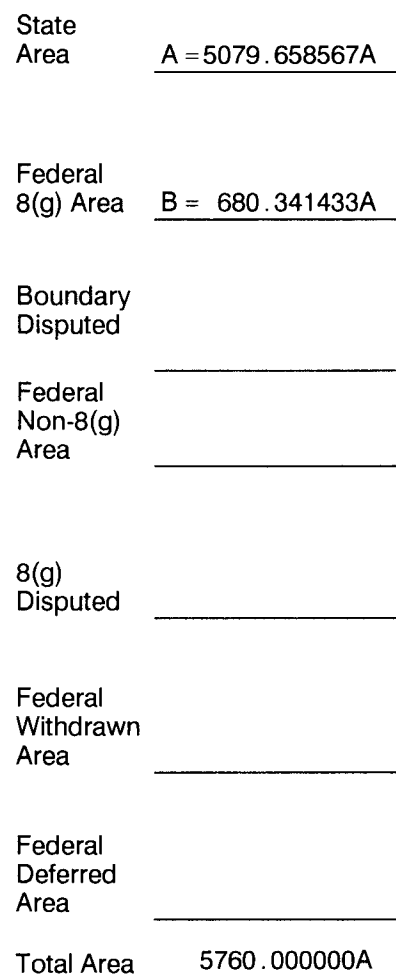 State
Area A =5079.658567A
Federal
8(g) Area B = 680.341433A
Boundary
Disputed
Federal
Non-8(g)
Area
8(g)
Disputed
Federal
Withdrawn
Area
Federal
Deferred
Area
Total Area 5760.000000A